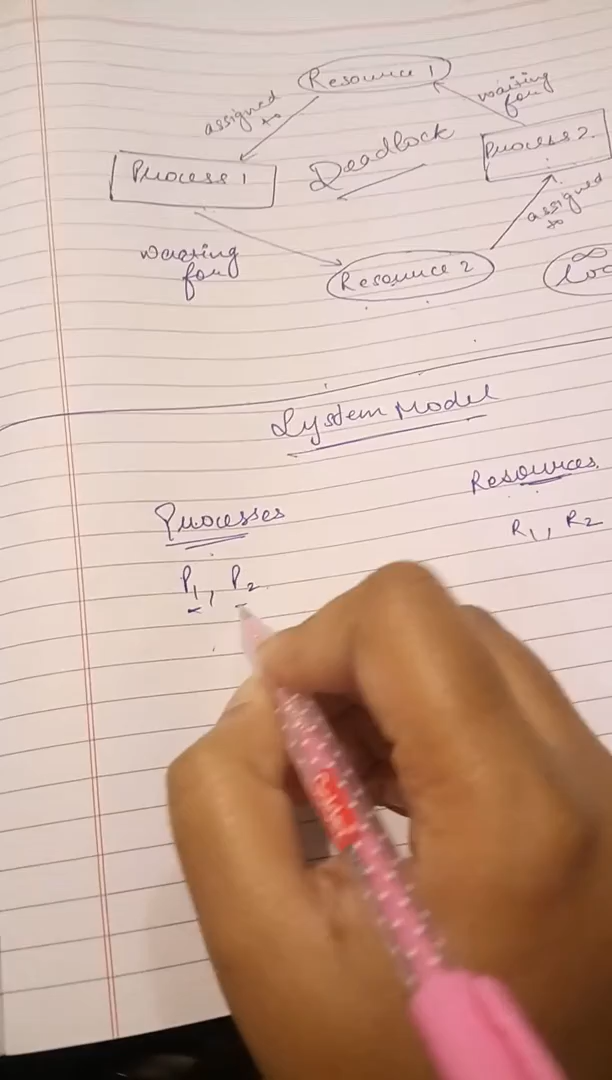 Resource 1
assigned to
waiting for
Process 1
Deadlock
Process 2
waiting for
Resource 2
assigned to
∞
System Model
Processes
Resources
P1, P2
R1, R2